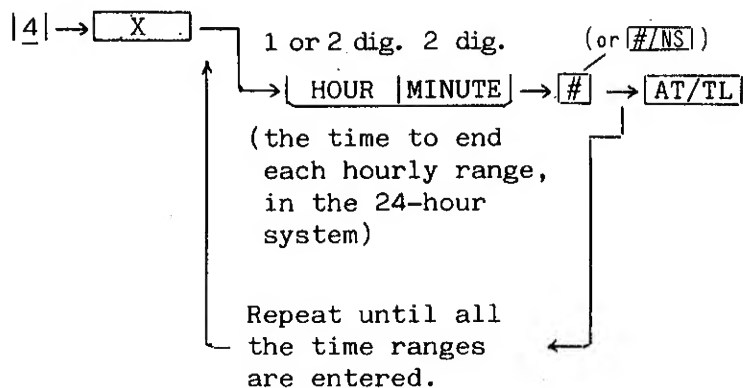 4 X
1 or 2 dig. 2 dig. (or #/NS)
HOUR MINUTE # AT/TL
(the time to end
each hourly range,
in the 24-hour
system)
Repeat until all
the time ranges
are entered.